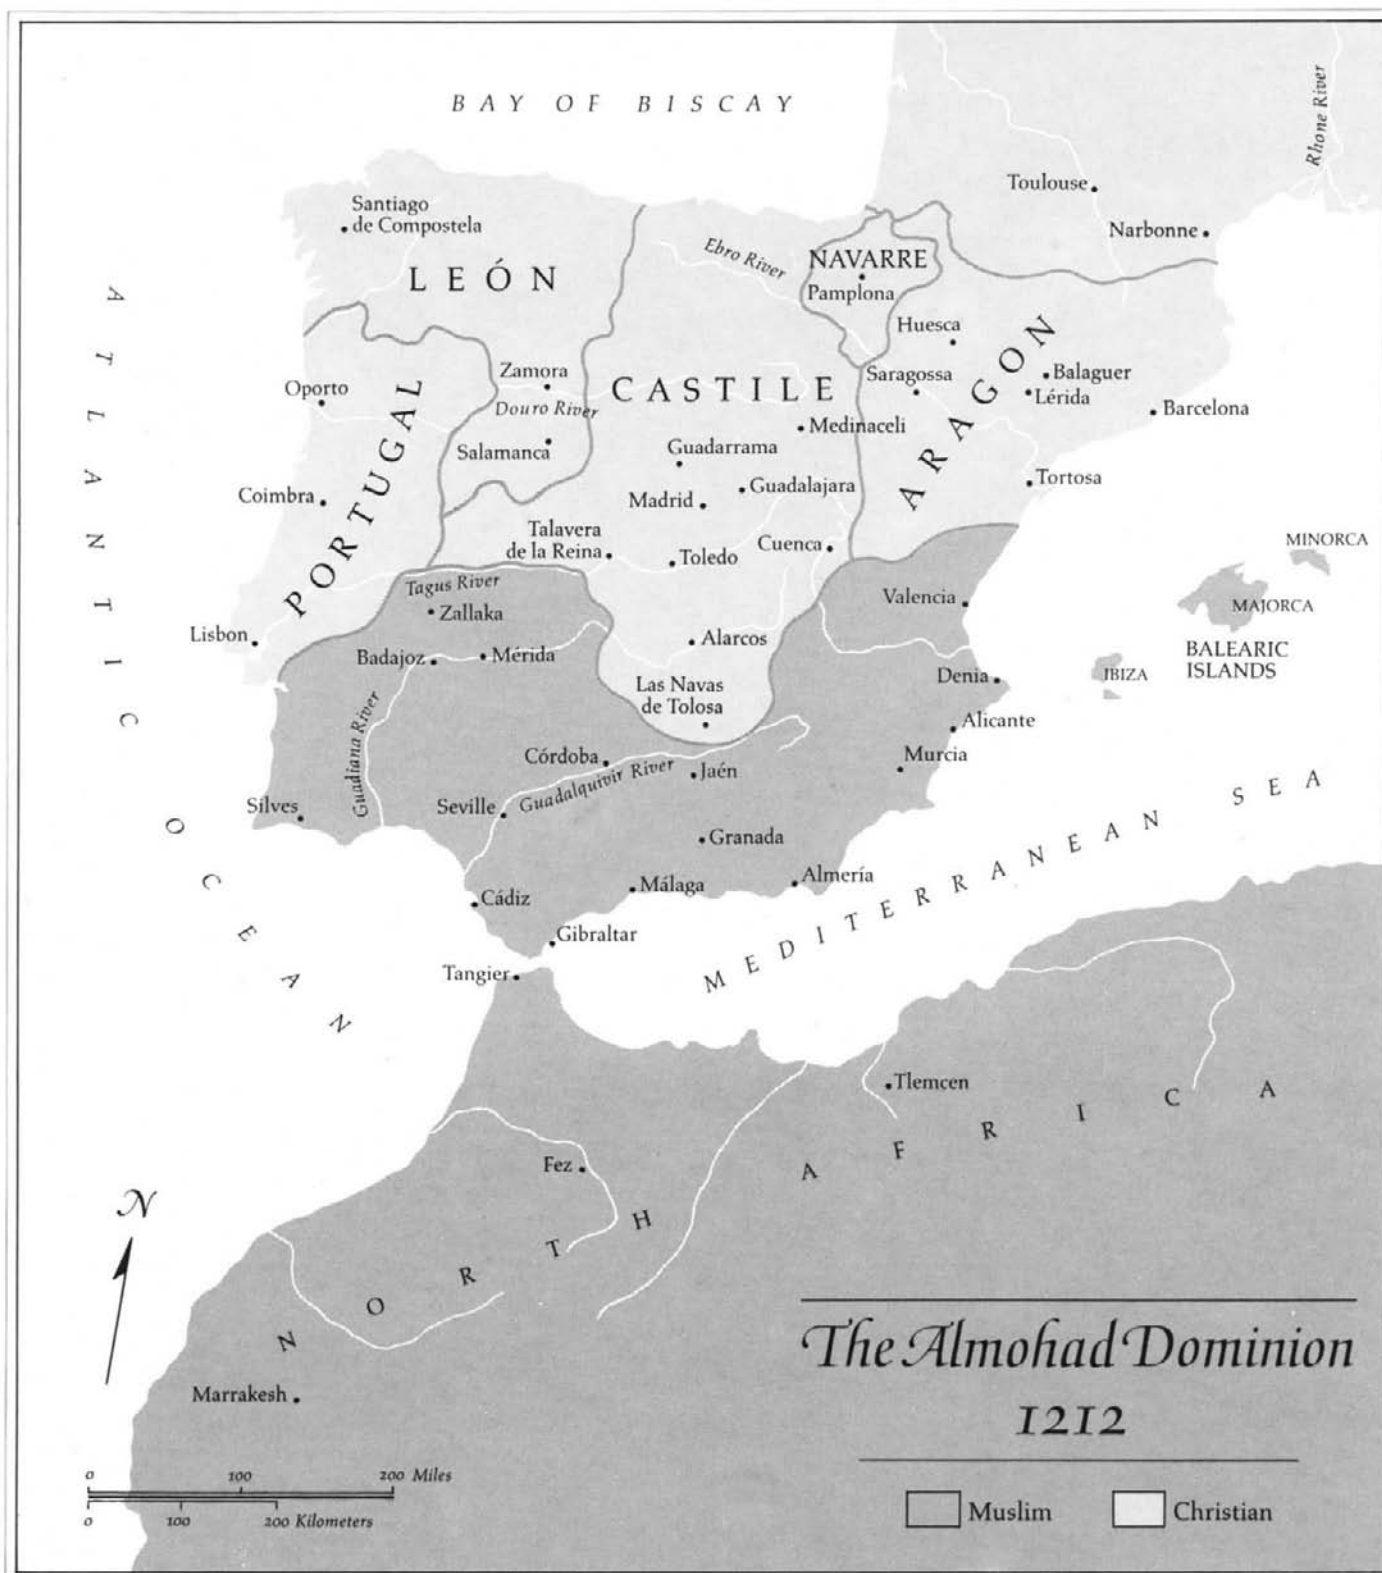 BAY OF BISCAY
Rhone River
Toulouse
Narbonne
Santiago
de Compostela
LEÓN
Ebro River
NAVARRE
Pamplona
Huesca
ARAGON
Balaguer
Saragossa
Lérida
Barcelona
Tortosa
ATLANTIC OCEAN
Oporto
Zamora
Douro River
Salamanca
CASTILE
Medinaceli
Guadarrama
Guadalajara
Madrid
Coimbra
PORTUGAL
Talavera
de la Reina
Toledo
Cuenca
MINORCA
MAJORCA
BALEARIC
ISLANDS
IBIZA
Tagus River
Zallaka
Valencia
Lisbon
Badajoz
Mérida
Alarcos
Denia
Las Navas
de Tolosa
Alicante
Murcia
Guadiana River
Córdoba
Guadalquivir River
Jaén
Silves
Seville
Granada
Almería
Málaga
Cádiz
Gibraltar
Tangier
MEDITERRANEAN SEA
Tlemcen
Fez
NORTH AFRICA
Marrakesh
N
0 100 200 Miles
0 100 200 Kilometers
The Almohad Dominion
1212
Muslim
Christian